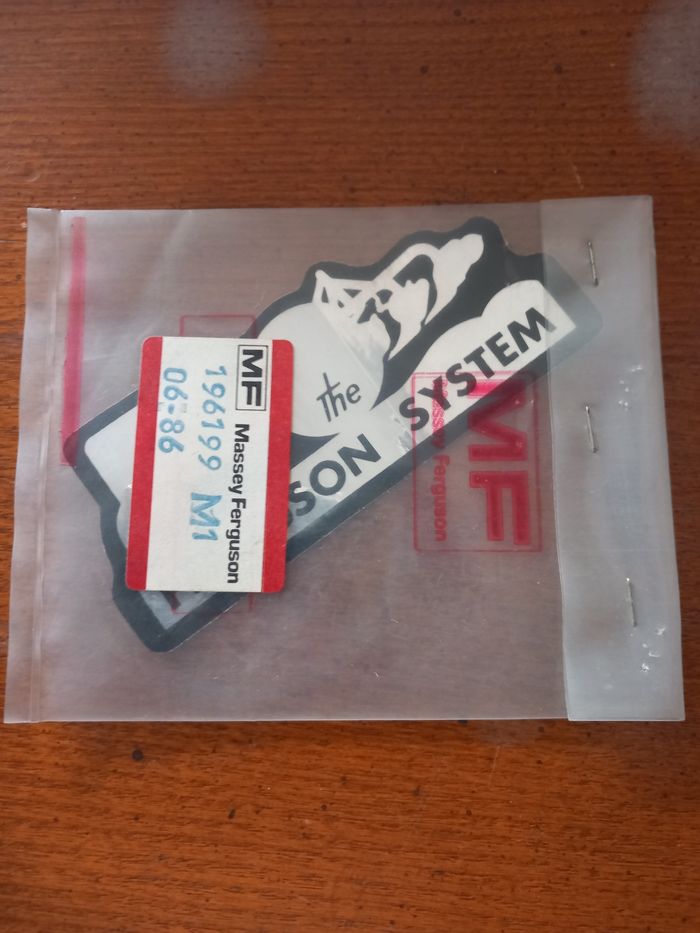 MF Massey Ferguson
196199 M1
06-86
the
SON SYSTEM
MF
Massey Ferguson